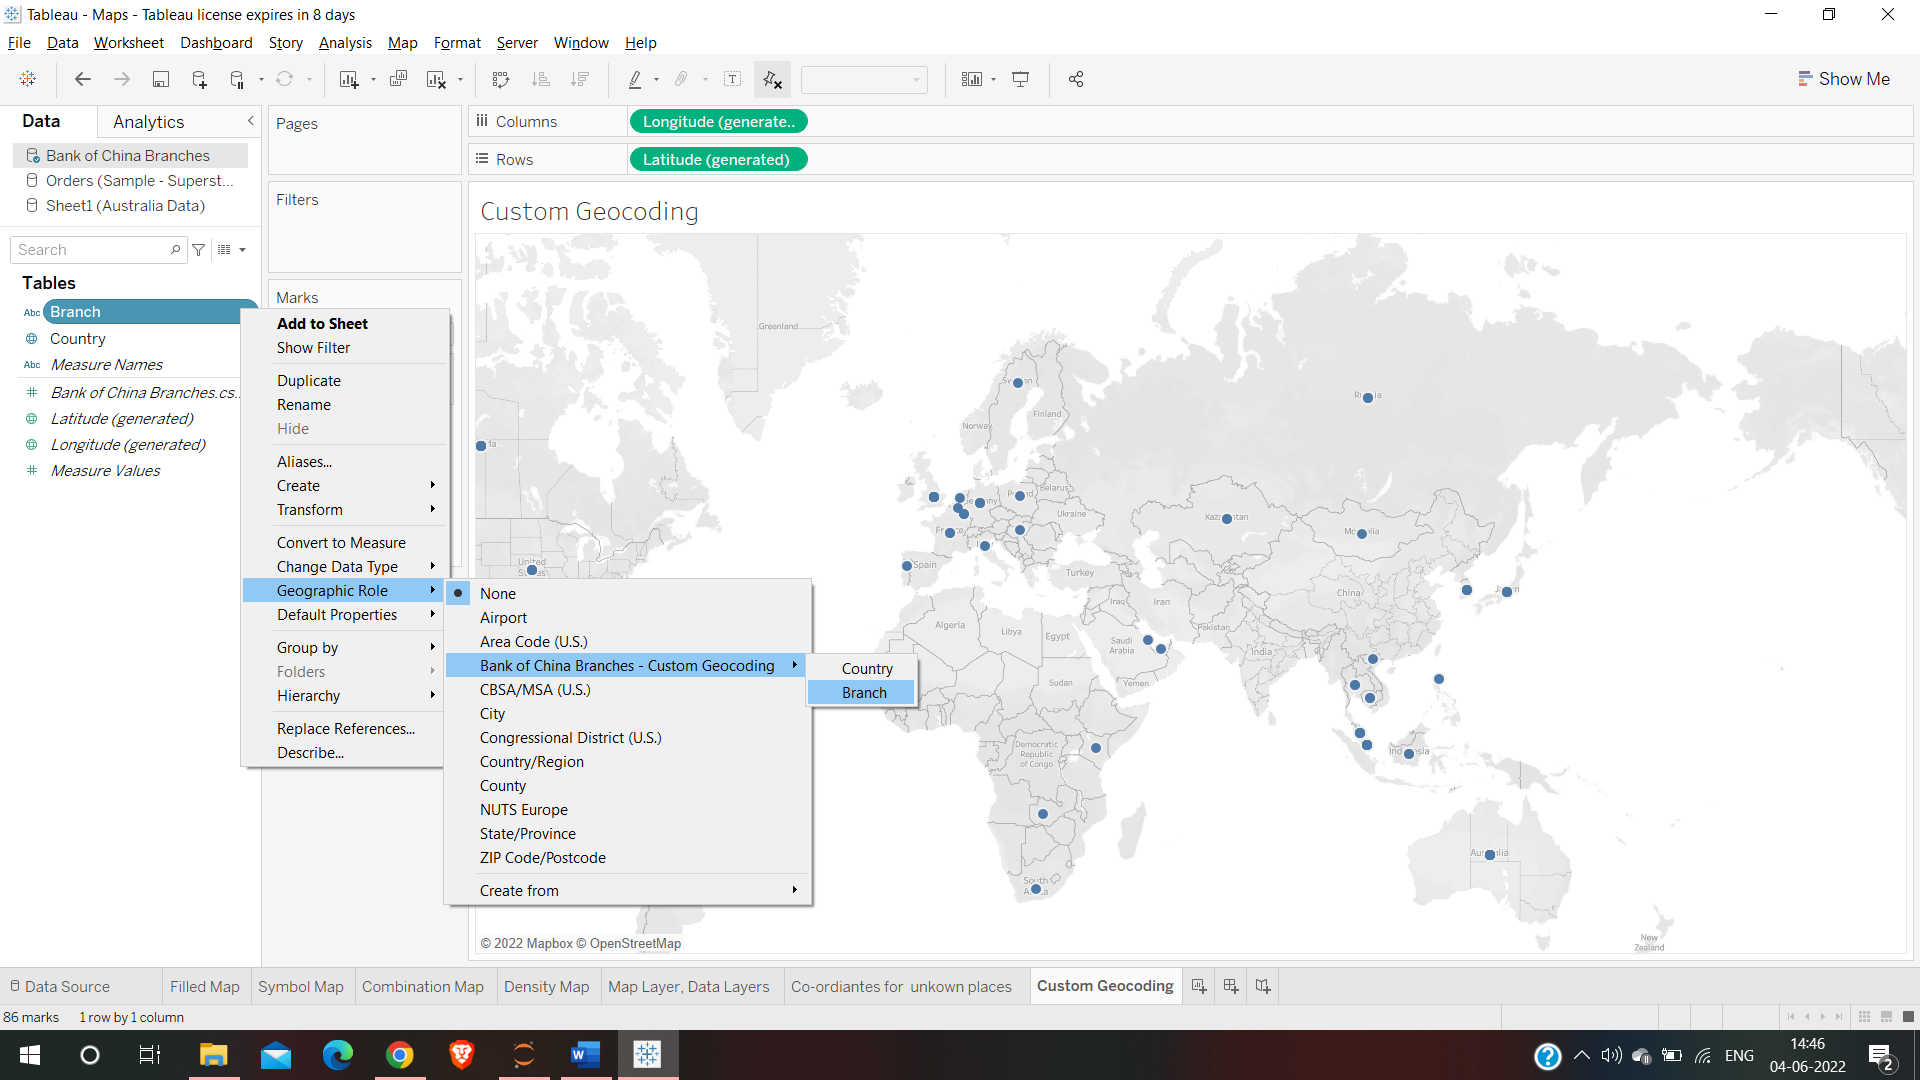 Tableau - Maps - Tableau license expires in 8 days
File Data Worksheet Dashboard Story Analysis Map Format Server Window Help
Show Me
Data Analytics
Bank of China Branches
Orders (Sample - Superst...
Sheet1 (Australia Data)
Search
Tables
Abc Branch
Country
Abc Measure Names
Bank of China Branches.cs..
Latitude (generated)
Longitude (generated)
Measure Values
Pages
Filters
Marks
Columns Longitude (generate..
Rows Latitude (generated)
Custom Geocoding
Add to Sheet
Show Filter
Duplicate
Rename
Hide
Aliases...
Create
Transform
Convert to Measure
Change Data Type
Geographic Role
Default Properties
Group by
Folders
Hierarchy
Replace References...
Describe...
None
Airport
Area Code (U.S.)
Bank of China Branches - Custom Geocoding
CBSA/MSA (U.S.)
City
Congressional District (U.S.)
Country/Region
County
NUTS Europe
State/Province
ZIP Code/Postcode
Create from
Country
Branch
Greenland
Finland
Norway
Belarus
Ukraine
Spain
Turkey
Iraq
Iran
Algeria
Libya
Egypt
Saudi
Arabia
Pakistan
India
China
Sudan
Yemen
Democratic
Republic
of Congo
South
United
New
Zealand
© 2022 Mapbox © OpenStreetMap
Data Source Filled Map Symbol Map Combination Map Density Map Map Layer, Data Layers Co-ordiantes for unkown places Custom Geocoding
86 marks 1 row by 1 column
ENG
14:46
04-06-2022
2